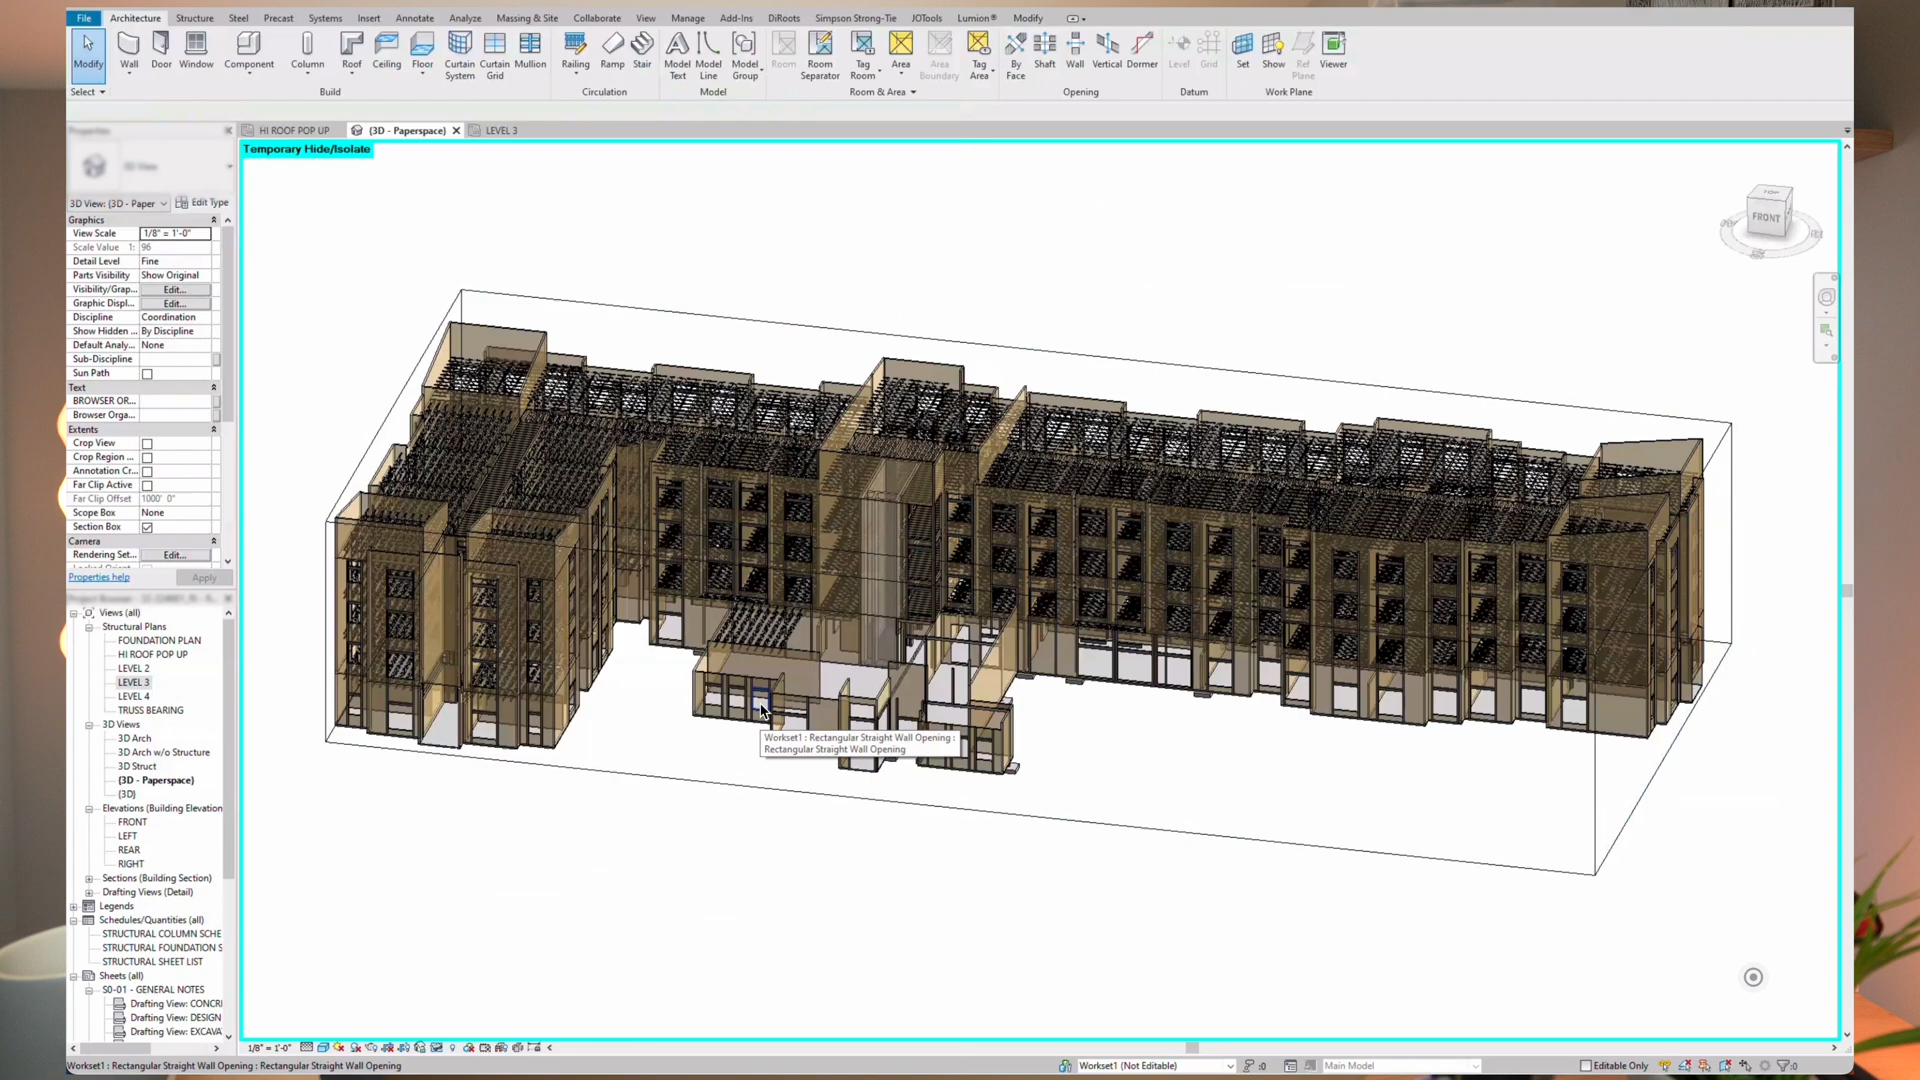 File Architecture Structure Steel Precast Systems Insert Annotate Analyze Massing & Site Collaborate View Manage Add-Ins DiRoots Simpson Strong-Tie JOTools Lumion® Modify
Modify Wall Door Window Component Column Roof Ceiling Floor Curtain System Curtain Grid Mullion Railing Ramp Stair Model Text Model Line Model Group Room Room Separator Tag Room Area Area Boundary Tag Area By Face Shaft Wall Vertical Dormer Level Grid Set Show Ref Plane Viewer
Select Build Circulation Model Room & Area Opening Datum Work Plane
Properties HI ROOF POP UP {3D - Paperspace} LEVEL 3
Temporary Hide/Isolate
3D View
3D View: {3D - Paper Edit Type
Graphics
View Scale 1/8" = 1'-0"
Scale Value 1: 96
Detail Level Fine
Parts Visibility Show Original
Visibility/Grap... Edit...
Graphic Displ... Edit...
Discipline Coordination
Show Hidden ... By Discipline
Default Analy... None
Sub-Discipline
Sun Path
Text
BROWSER OR...
Browser Orga...
Extents
Crop View
Crop Region ...
Annotation Cr...
Far Clip Active
Far Clip Offset 1000' 0"
Scope Box None
Section Box
Camera
Rendering Set... Edit...
Properties help Apply
Views (all)
Structural Plans
FOUNDATION PLAN
HI ROOF POP UP
LEVEL 2
LEVEL 3
LEVEL 4
TRUSS BEARING
3D Views
3D Arch
3D Arch w/o Structure
3D Struct
{3D - Paperspace}
{3D}
Elevations (Building Elevation
FRONT
LEFT
REAR
RIGHT
Sections (Building Section)
Drafting Views (Detail)
Legends
Schedules/Quantities (all)
STRUCTURAL COLUMN SCHE
STRUCTURAL FOUNDATION S
STRUCTURAL SHEET LIST
Sheets (all)
S0-01 - GENERAL NOTES
Drafting View: CONCR
Drafting View: DESIGN
Drafting View: EXCAVA
TOP
FRONT
Workset1 : Rectangular Straight Wall Opening :
Rectangular Straight Wall Opening
1/8" = 1'-0"
Workset1 : Rectangular Straight Wall Opening : Rectangular Straight Wall Opening Workset1 (Not Editable) :0 Main Model Editable Only :0